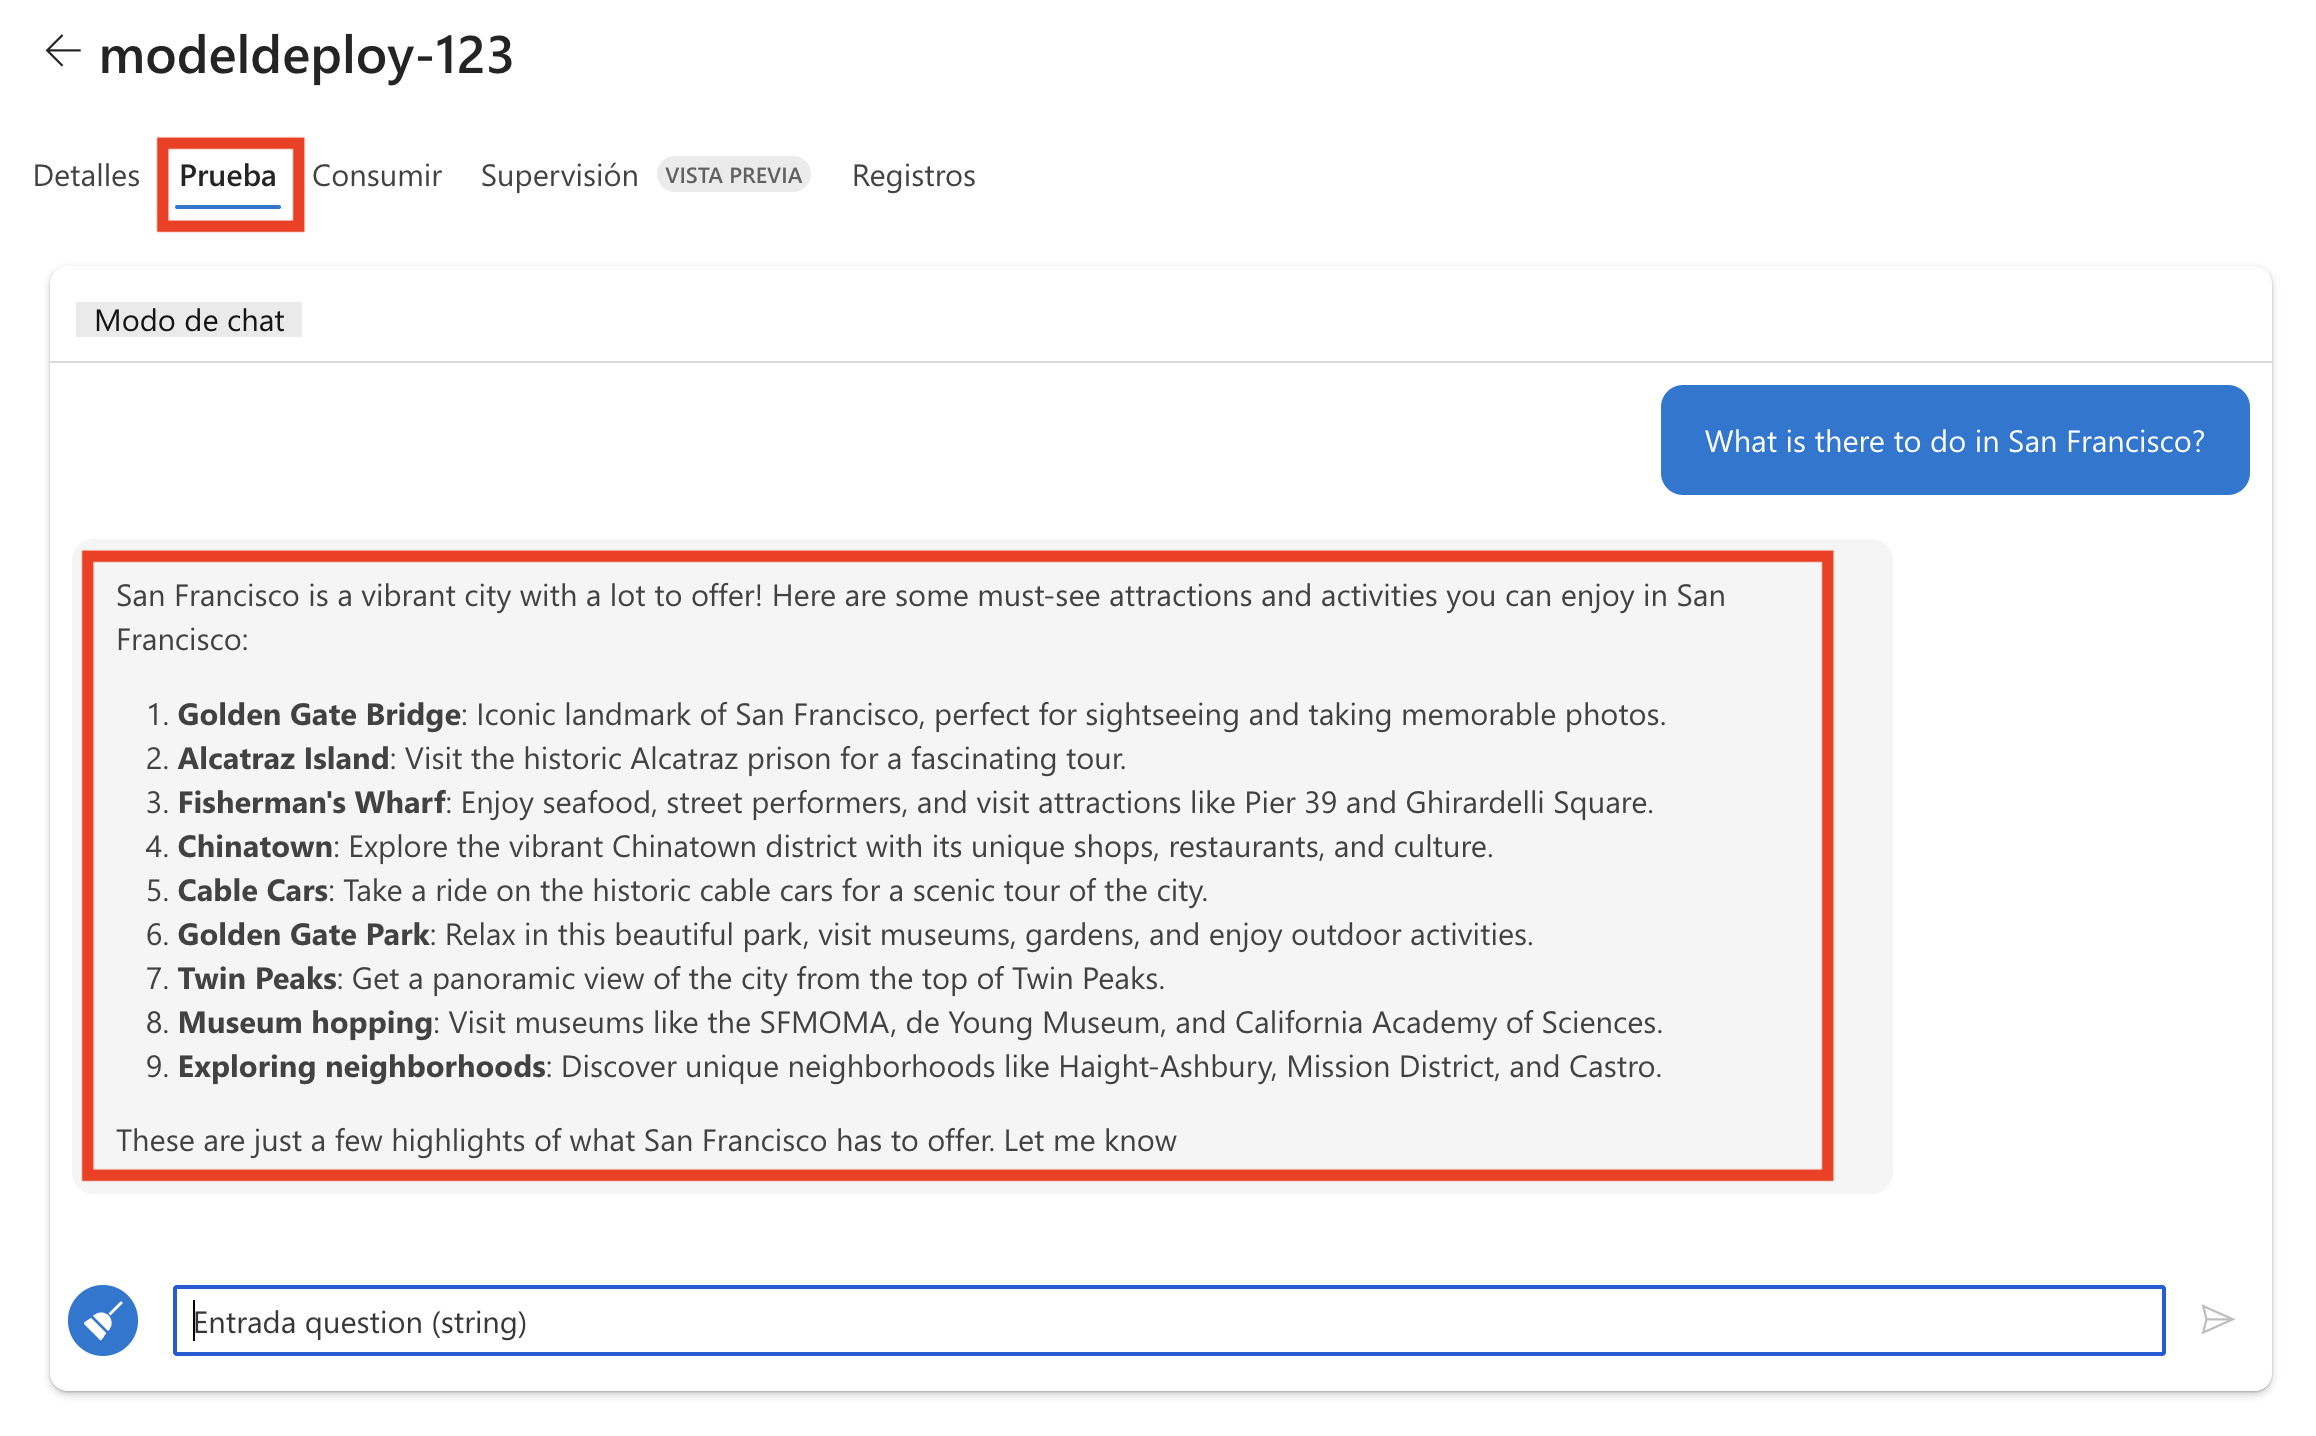 modeldeploy-123
Detalles Prueba Consumir Supervisión VISTA PREVIA Registros
Modo de chat
What is there to do in San Francisco?
San Francisco is a vibrant city with a lot to offer! Here are some must-see attractions and activities you can enjoy in San
Francisco:
1. Golden Gate Bridge: Iconic landmark of San Francisco, perfect for sightseeing and taking memorable photos.
2. Alcatraz Island: Visit the historic Alcatraz prison for a fascinating tour.
3. Fisherman's Wharf: Enjoy seafood, street performers, and visit attractions like Pier 39 and Ghirardelli Square.
4. Chinatown: Explore the vibrant Chinatown district with its unique shops, restaurants, and culture.
5. Cable Cars: Take a ride on the historic cable cars for a scenic tour of the city.
6. Golden Gate Park: Relax in this beautiful park, visit museums, gardens, and enjoy outdoor activities.
7. Twin Peaks: Get a panoramic view of the city from the top of Twin Peaks.
8. Museum hopping: Visit museums like the SFMOMA, de Young Museum, and California Academy of Sciences.
9. Exploring neighborhoods: Discover unique neighborhoods like Haight-Ashbury, Mission District, and Castro.
These are just a few highlights of what San Francisco has to offer. Let me know
Entrada question (string)